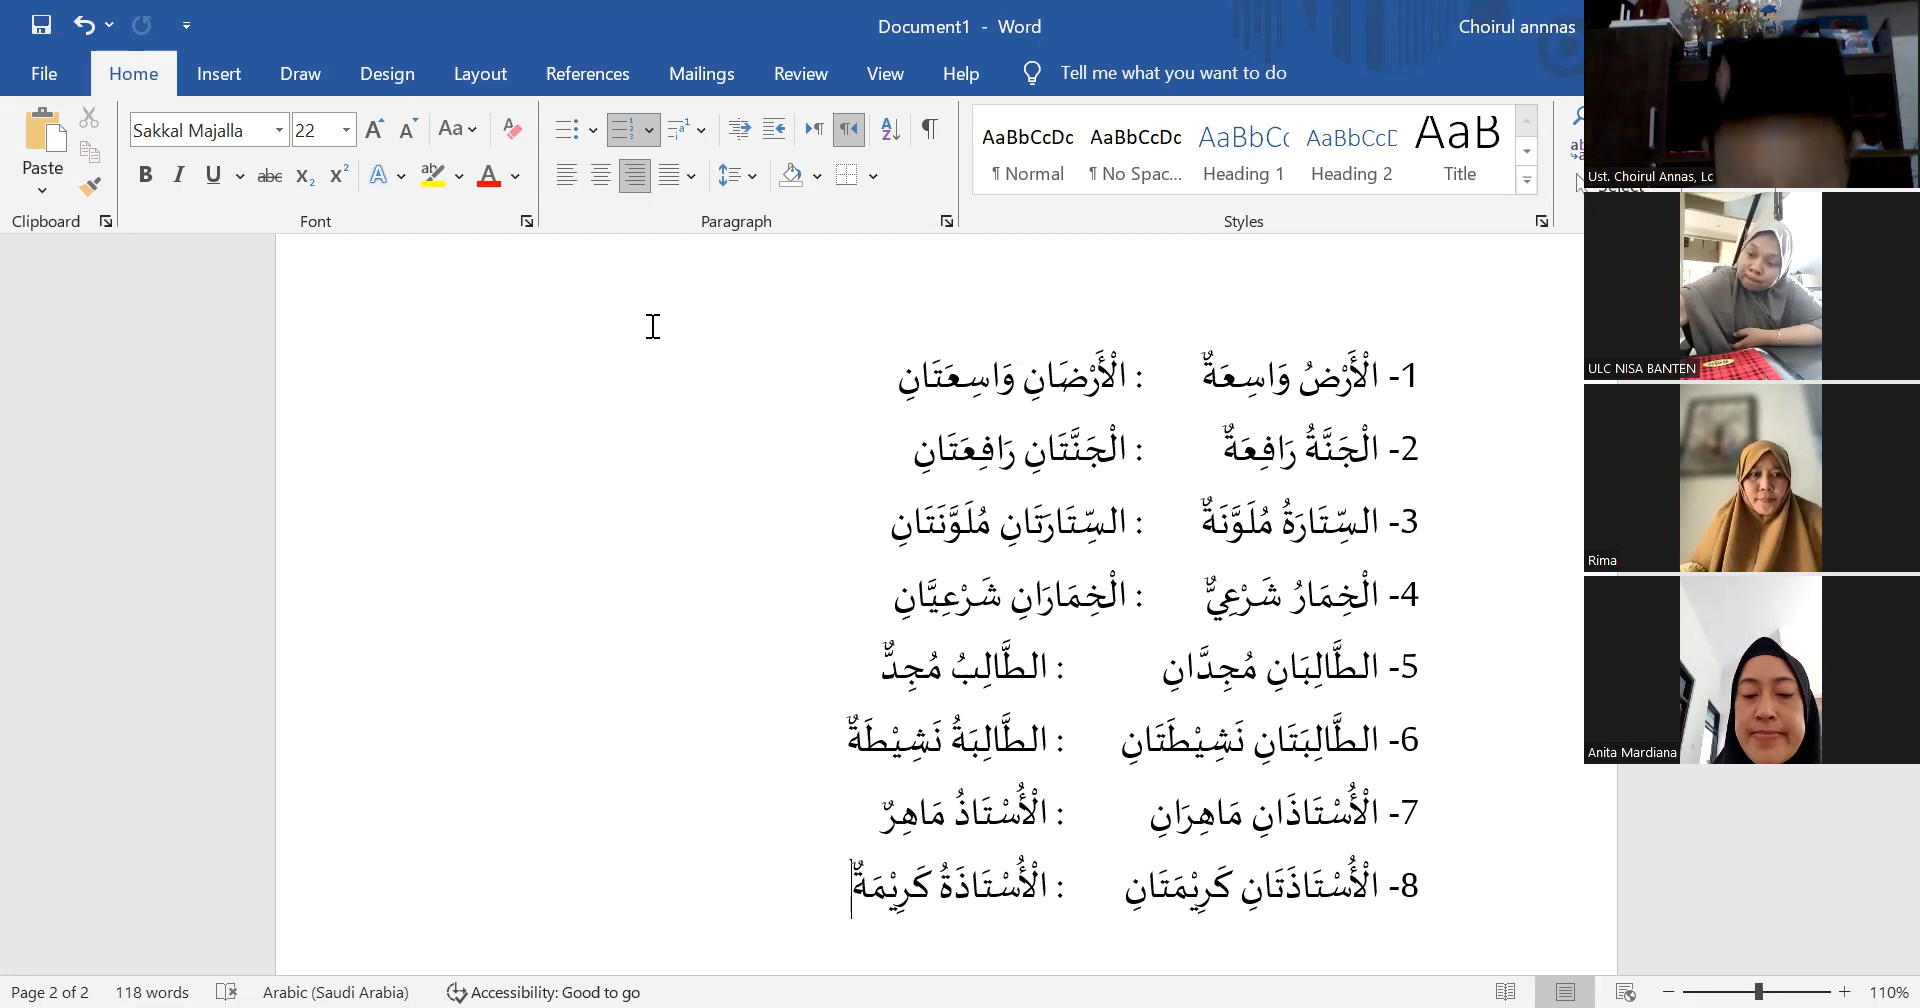 Document1 - Word
Choirul annnas
File Home Insert Draw Design Layout References Mailings Review View Help Tell me what you want to do
Paste
Sakkal Majalla 22
AaBbCcDc AaBbCcDc AaBbCc AaBbCcD AaB
¶ Normal ¶ No Spac... Heading 1 Heading 2 Title
Clipboard Font Paragraph Styles
Ust. Choirul Annas, Lc
1- الْأَرْضُ وَاسِعَةٌ : الْأَرْضَانِ وَاسِعَتَانِ
ULC NISA BANTEN
2- الْجَنَّةُ رَافِعَةٌ : الْجَنَّتَانِ رَافِعَتَانِ
3- السِّتَارَةُ مُلَوَّنَةٌ : السِّتَارَتَانِ مُلَوَّنَتَانِ
Rima
4- الْخِمَارُ شَرْعِيٌّ : الْخِمَارَانِ شَرْعِيَّانِ
5- الطَّالِبَانِ مُجِدَّانِ : الطَّالِبُ مُجِدٌّ
6- الطَّالِبَتَانِ نَشِيْطَتَانِ : الطَّالِبَةُ نَشِيْطَةٌ
Anita Mardiana
7- الْأُسْتَاذَانِ مَاهِرَانِ : الْأُسْتَاذُ مَاهِرٌ
8- الْأُسْتَاذَتَانِ كَرِيْمَتَانِ : الْأُسْتَاذَةُ كَرِيْمَةٌ
Page 2 of 2 118 words Arabic (Saudi Arabia) Accessibility: Good to go 110%